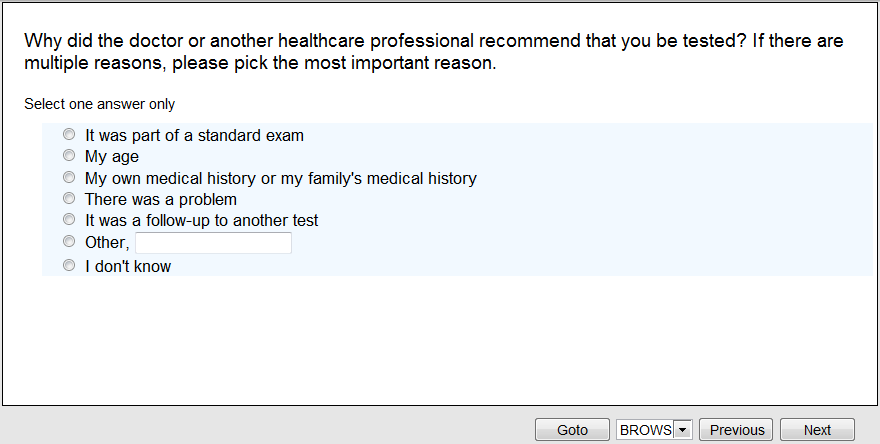 Why did the doctor or another healthcare professional recommend that you be tested? If there are
multiple reasons, please pick the most important reason.
Select one answer only
It was part of a standard exam
My age
My own medical history or my family's medical history
There was a problem
It was a follow-up to another test
Other,
I don't know
Goto BROWS Previous Next